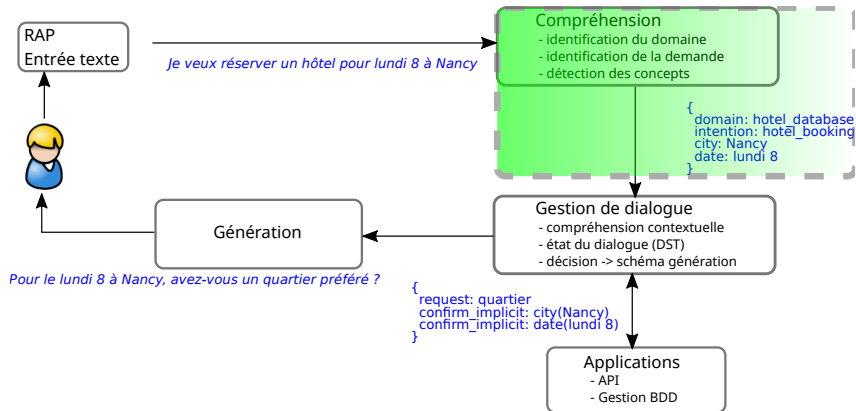 RAP
Entrée texte
Je veux réserver un hôtel pour lundi 8 à Nancy
Compréhension
- identification du domaine
- identification de la demande
- détection des concepts
{
domain: hotel_database
intention: hotel_booking
city: Nancy
date: lundi 8
}
Gestion de dialogue
- compréhension contextuelle
- état du dialogue (DST)
- décision -> schéma génération
Génération
Pour le lundi 8 à Nancy, avez-vous un quartier préféré ?
{
request: quartier
confirm_implicit: city(Nancy)
confirm_implicit: date(lundi 8)
}
Applications
- API
- Gestion BDD